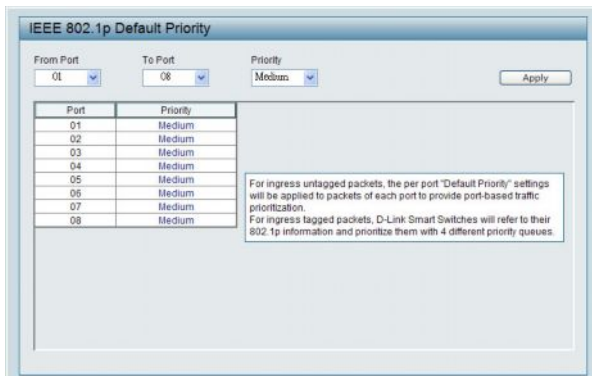 IEEE 802.1p Default Priority
From Port To Port Priority
01 08 Medium Apply
Port Priority
01 Medium
02 Medium
03 Medium
04 Medium
05 Medium
06 Medium
07 Medium
08 Medium
For ingress untagged packets, the per port "Default Priority" settings
will be applied to packets of each port to provide port-based traffic
prioritization.
For ingress tagged packets, D-Link Smart Switches will refer to their
802.1p information and prioritize them with 4 different priority queues.